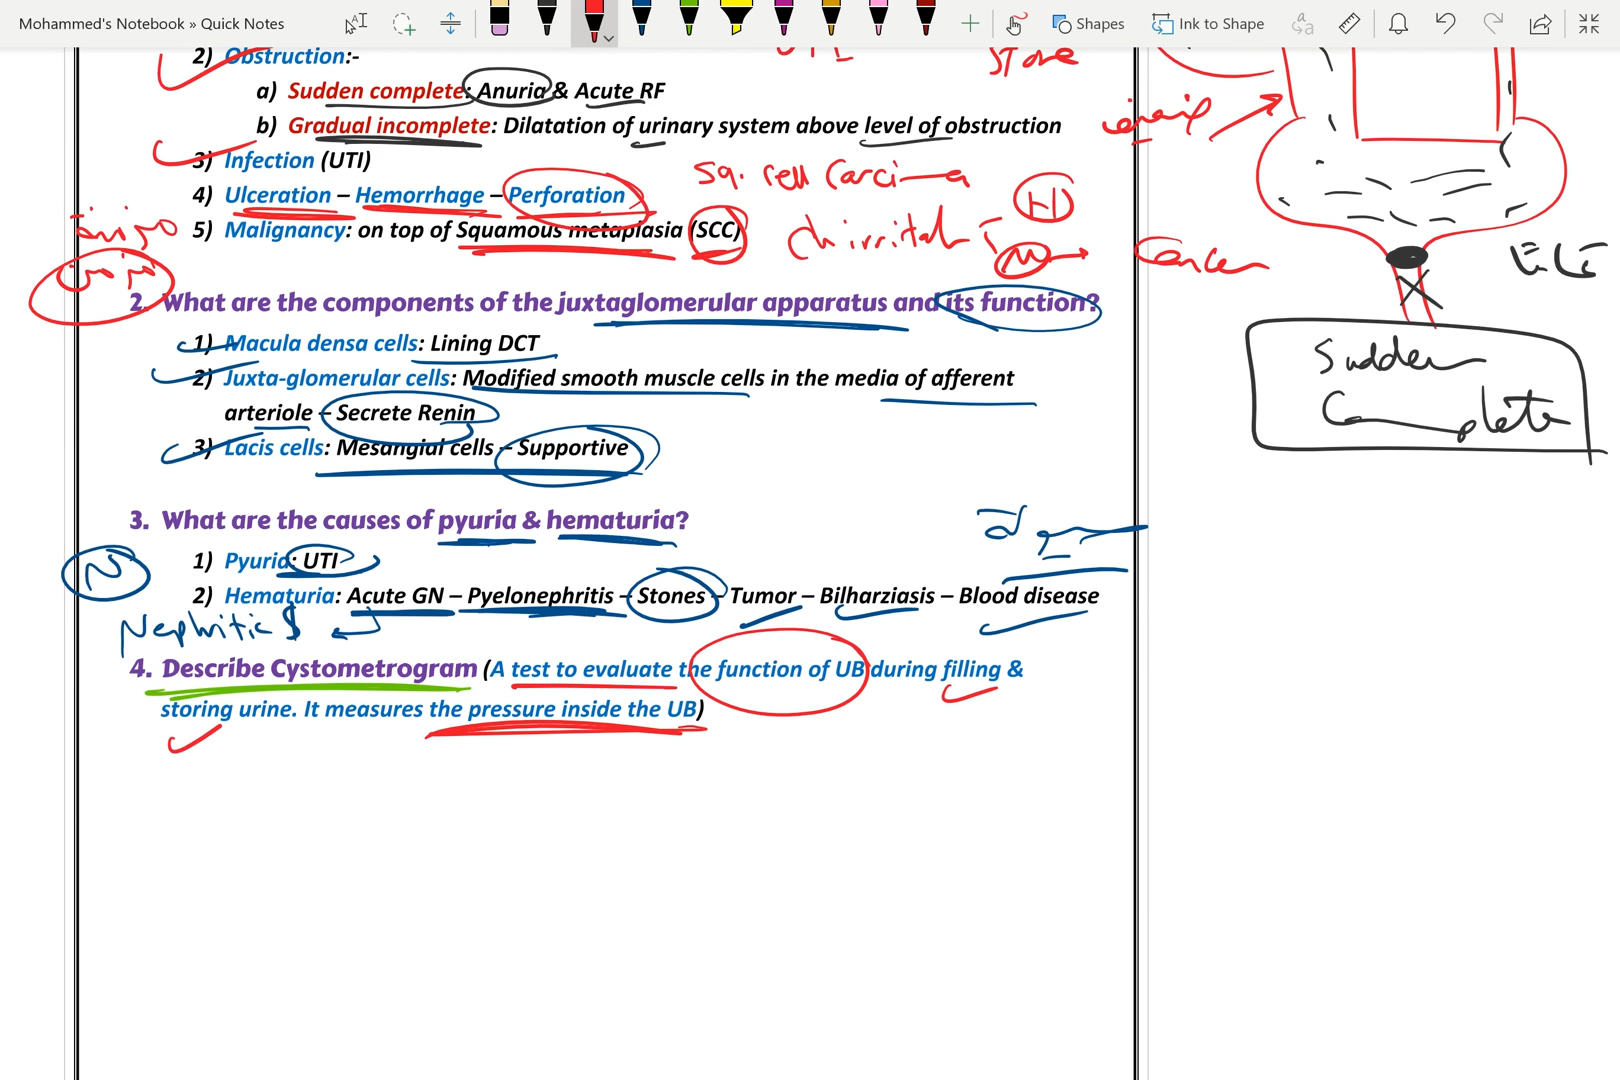 Mohammed's Notebook » Quick Notes
Shapes
Ink to Shape
2) Obstruction:-
UTI
Stone
a) Sudden complete: Anuria & Acute RF
b) Gradual incomplete: Dilatation of urinary system above level of obstruction
3) Infection (UTI)
Sq. cell Carcinoma
4) Ulceration – Hemorrhage – Perforation
5) Malignancy: on top of Squamous metaplasia (SCC)
H
M
Cancer
2. What are the components of the juxtaglomerular apparatus and its function?
1) Macula densa cells: Lining DCT
Sudden
Complete
2) Juxta-glomerular cells: Modified smooth muscle cells in the media of afferent
arteriole – Secrete Renin
3) Lacis cells: Mesangial cells – Supportive
3. What are the causes of pyuria & hematuria?
1) Pyuria: UTI
N
2) Hematuria: Acute GN – Pyelonephritis – Stones – Tumor – Bilharziasis – Blood disease
Nephritic $
4. Describe Cystometrogram (A test to evaluate the function of UB during filling &
storing urine. It measures the pressure inside the UB)